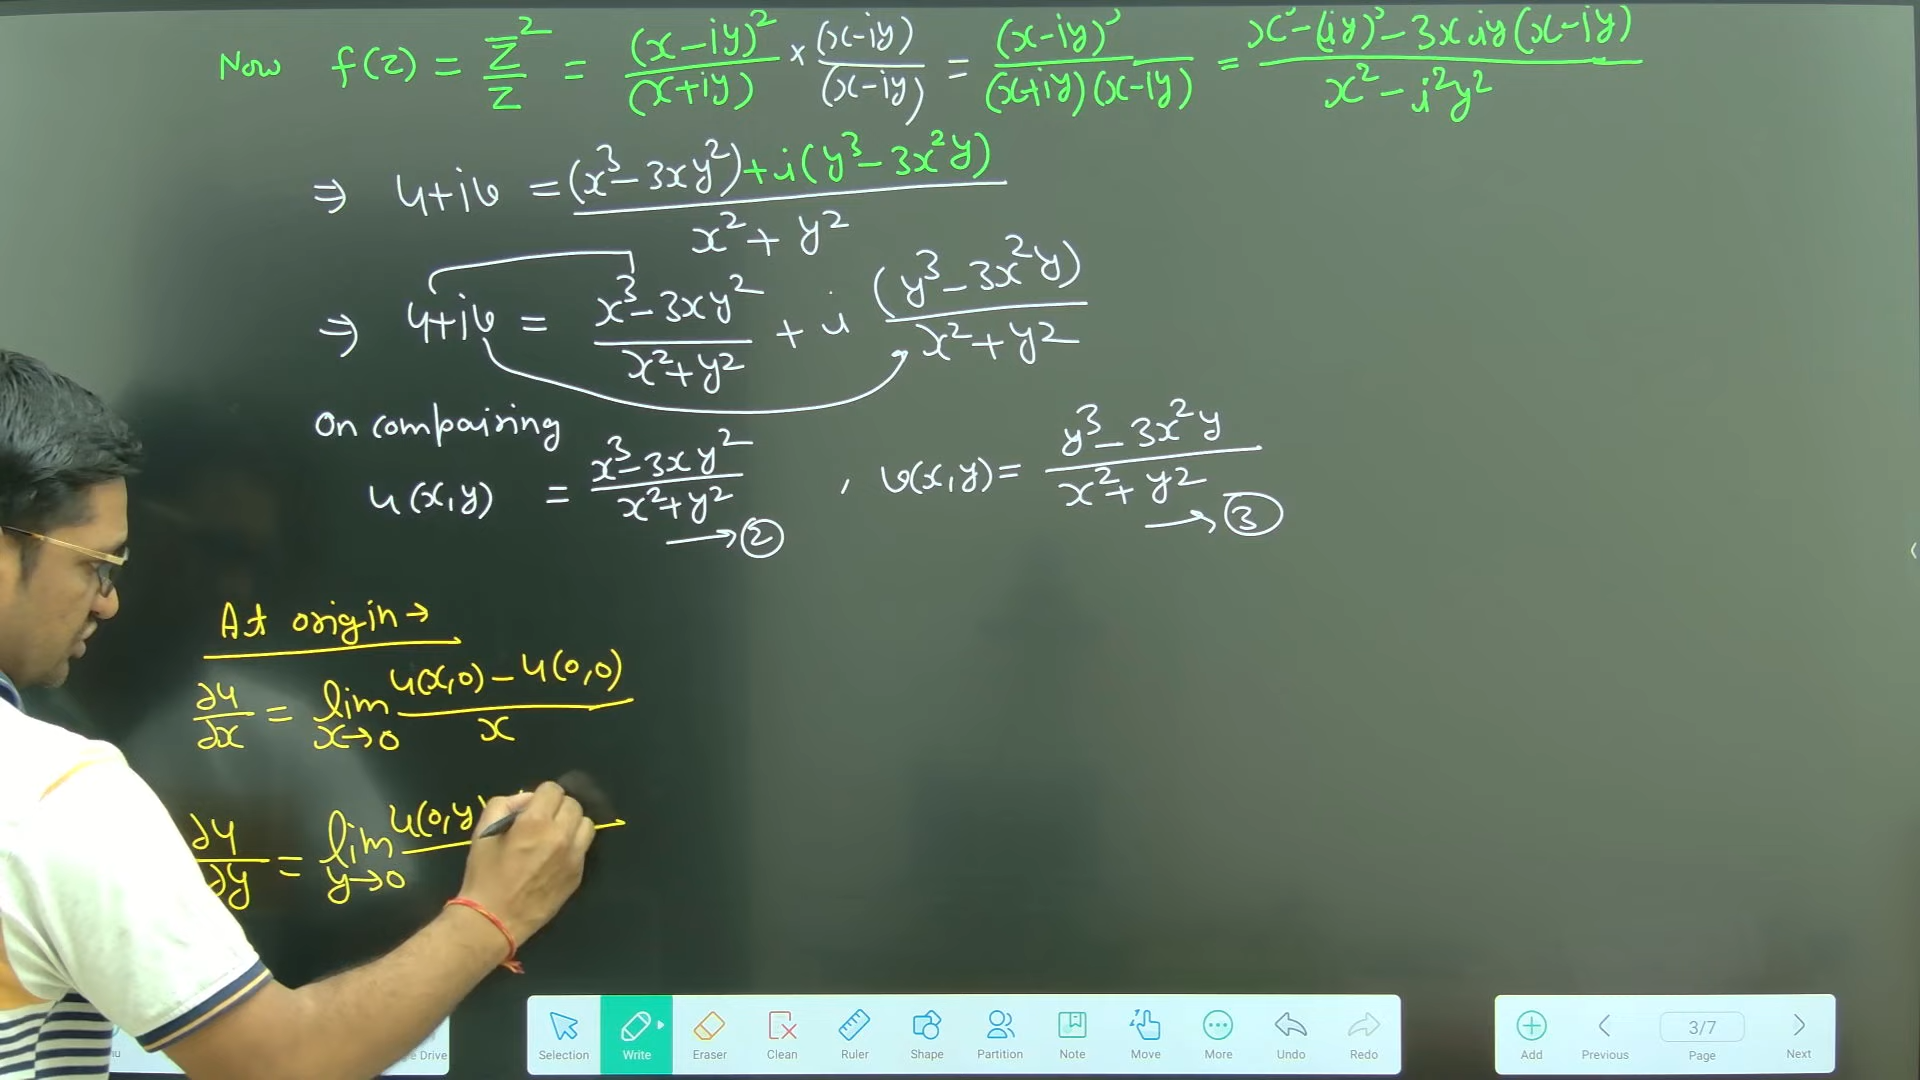 Now f(z) = z̅²/z = (x-iy)²/(x+iy) × (x-iy)/(x-iy) = (x-iy)³/(x+iy)(x-iy) = x³-(iy)³-3x.iy(x-iy)/x²-i²y²
⇒ u+iv = (x³-3xy²)+i(y³-3x²y)/x²+y²
⇒ u+iv = x³-3xy²/x²+y² + i (y³-3x²y)/x²+y²
On compairing
u(x,y) = x³-3xy²/x²+y² →② , v(x,y) = y³-3x²y/x²+y² →③
At origin →
∂u/∂x = lim x→0 u(x,0)-u(0,0)/x
∂u/∂y = lim y→0 u(0,y)
Drive
Selection Write Eraser Clean Ruler Shape Partition Note Move More Undo Redo
Add Previous 3/7 Page Next